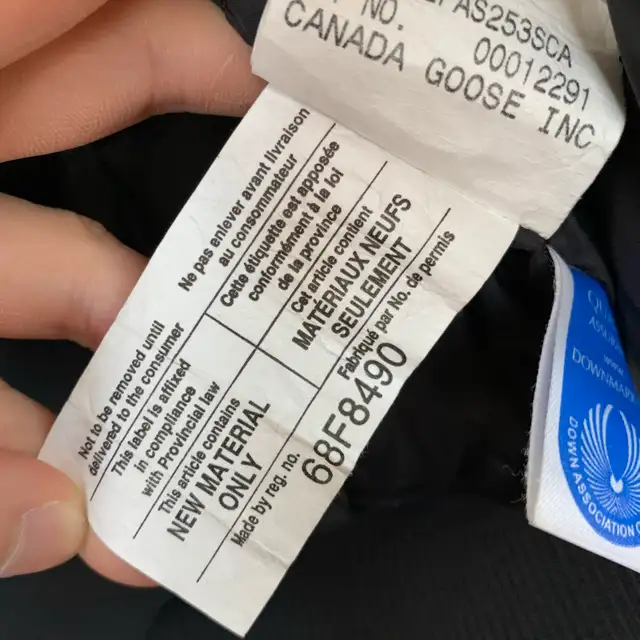 AS253SCA
NO. 00012291
CANADA GOOSE INC
Ne pas enlever avant livraison
au consommateur
Cette étiquette est apposée
conformément à la loi
de la province
Cet article contient
MATÉRIAUX NEUFS
SEULEMENT
Fabriqué par No. de permis
Not to be removed until
delivered to the consumer
This label is affixed
in compliance
with Provincial law
This article contains
NEW MATERIAL
ONLY
Made by reg. no.
68F8490
DOWNMAR
DOWN ASSOCIATION